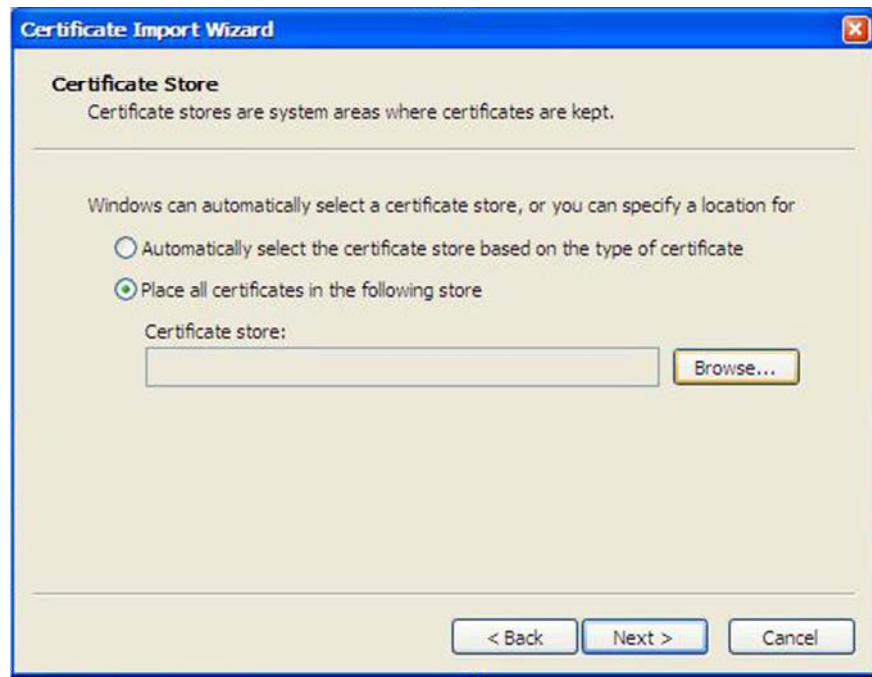 Certificate Import Wizard
Certificate Store
Certificate stores are system areas where certificates are kept.
Windows can automatically select a certificate store, or you can specify a location for
Automatically select the certificate store based on the type of certificate
Place all certificates in the following store
Certificate store:
Browse...
< Back Next > Cancel